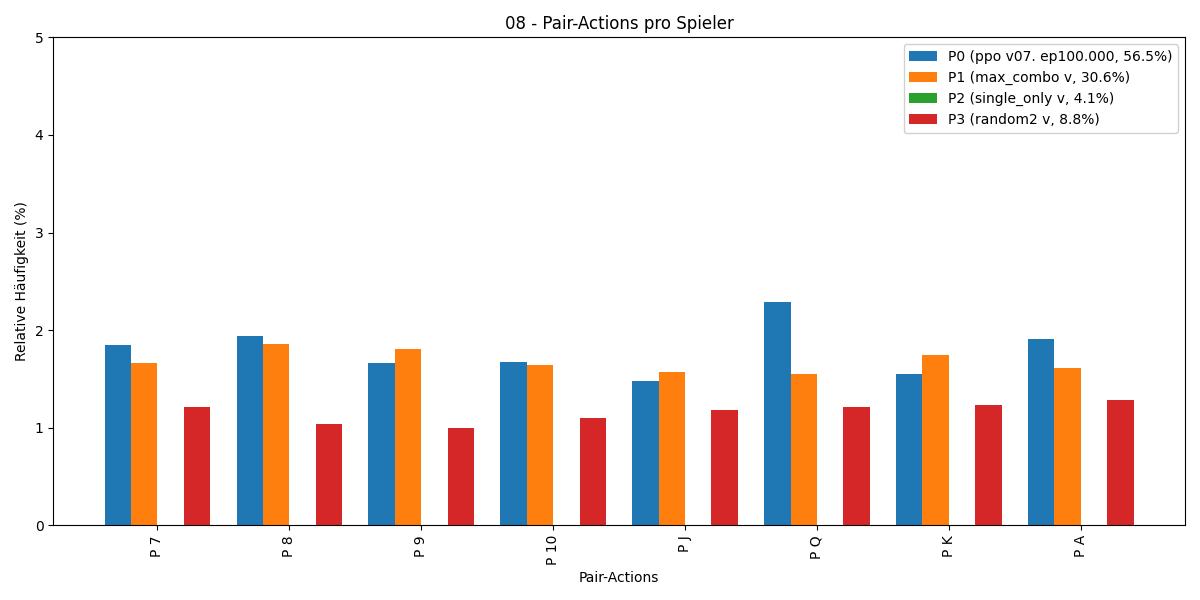 08 - Pair-Actions pro Spieler
P0 (ppo v07. ep100.000, 56.5%)
P1 (max_combo v, 30.6%)
P2 (single_only v, 4.1%)
P3 (random2 v, 8.8%)
Relative Häufigkeit (%)
5
4
3
2
1
0
P 7
P 8
P 9
P 10
P J
P Q
P K
P A
Pair-Actions